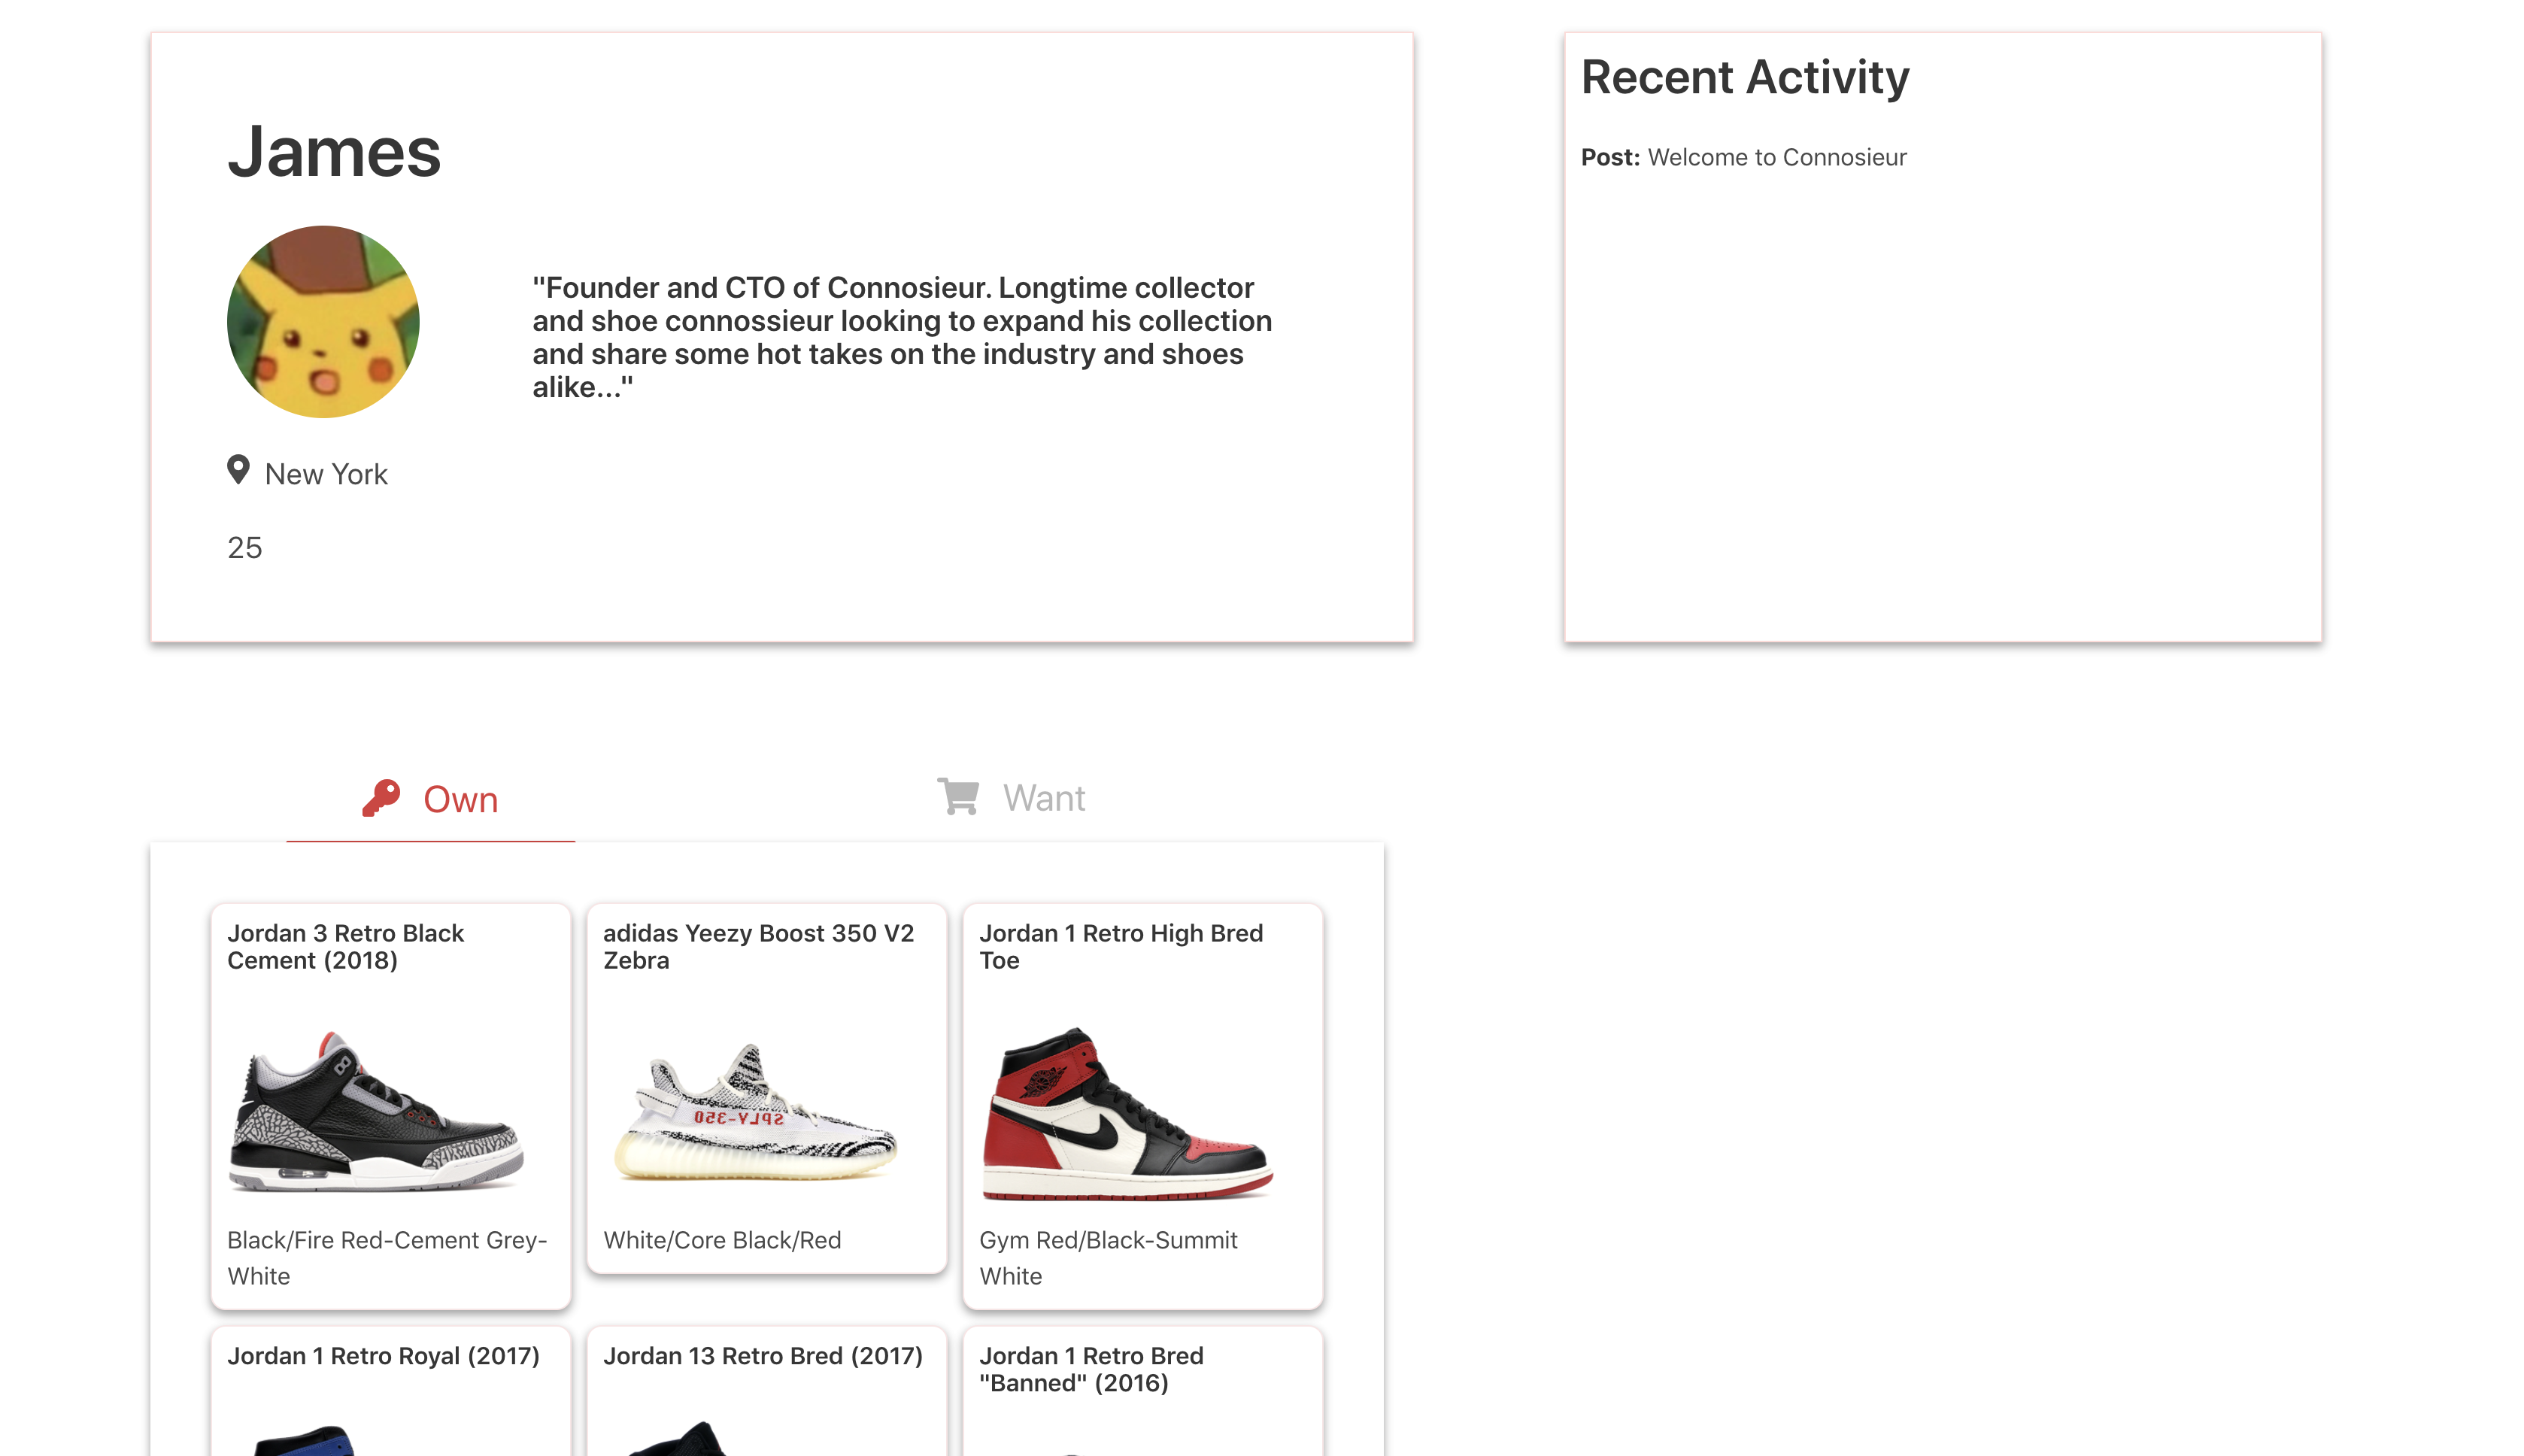 James
"Founder and CTO of Connosieur. Longtime collector
and shoe connossieur looking to expand his collection
and share some hot takes on the industry and shoes
alike..."
New York
25
Recent Activity
Post: Welcome to Connosieur
Own
Want
Jordan 3 Retro Black
Cement (2018)
Black/Fire Red-Cement Grey-
White
adidas Yeezy Boost 350 V2
Zebra
SPLY-350
White/Core Black/Red
Jordan 1 Retro High Bred
Toe
Gym Red/Black-Summit
White
Jordan 1 Retro Royal (2017)
Jordan 13 Retro Bred (2017)
Jordan 1 Retro Bred
"Banned" (2016)